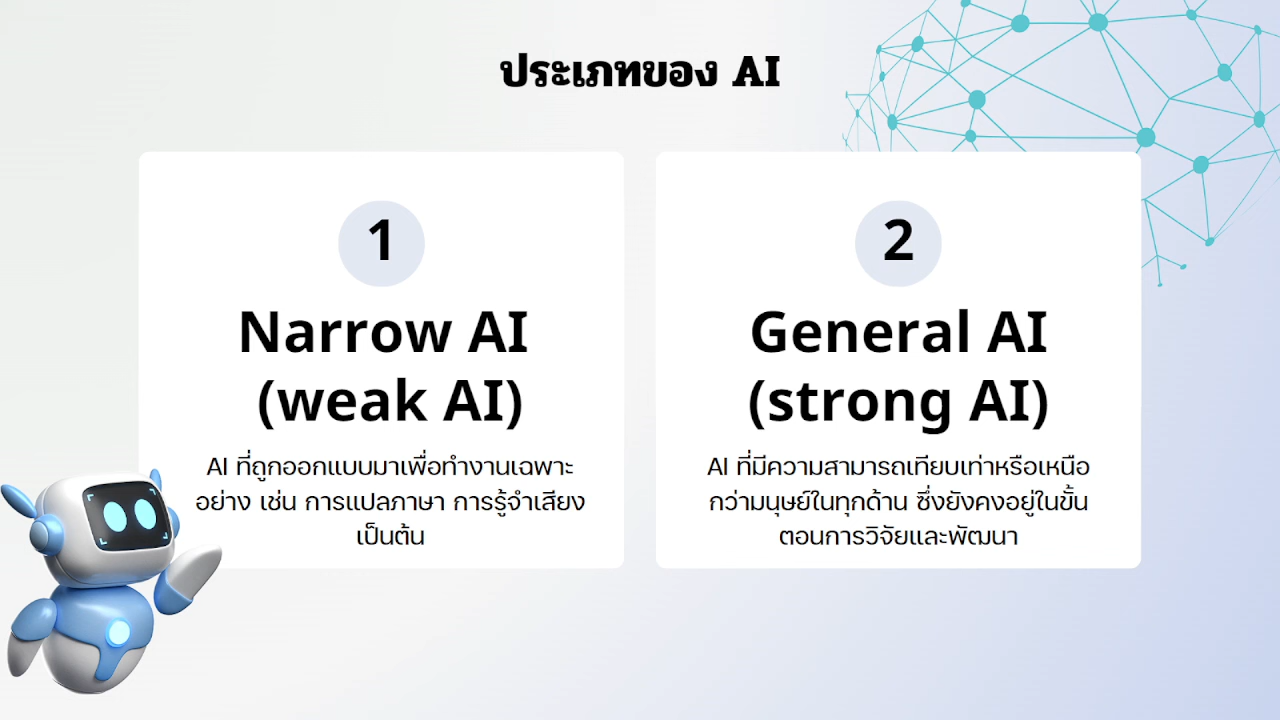 ประเภทของ AI
1
Narrow AI
(weak AI)
AI ที่ถูกออกแบบมาเพื่อทำงานเฉพาะ
อย่าง เช่น การแปลภาษา การรู้จำเสียง
เป็นต้น
2
General AI
(strong AI)
AI ที่มีความสามารถเทียบเท่าหรือเหนือ
กว่ามนุษย์ในทุกด้าน ซึ่งยังคงอยู่ในขั้น
ตอนการวิจัยและพัฒนา